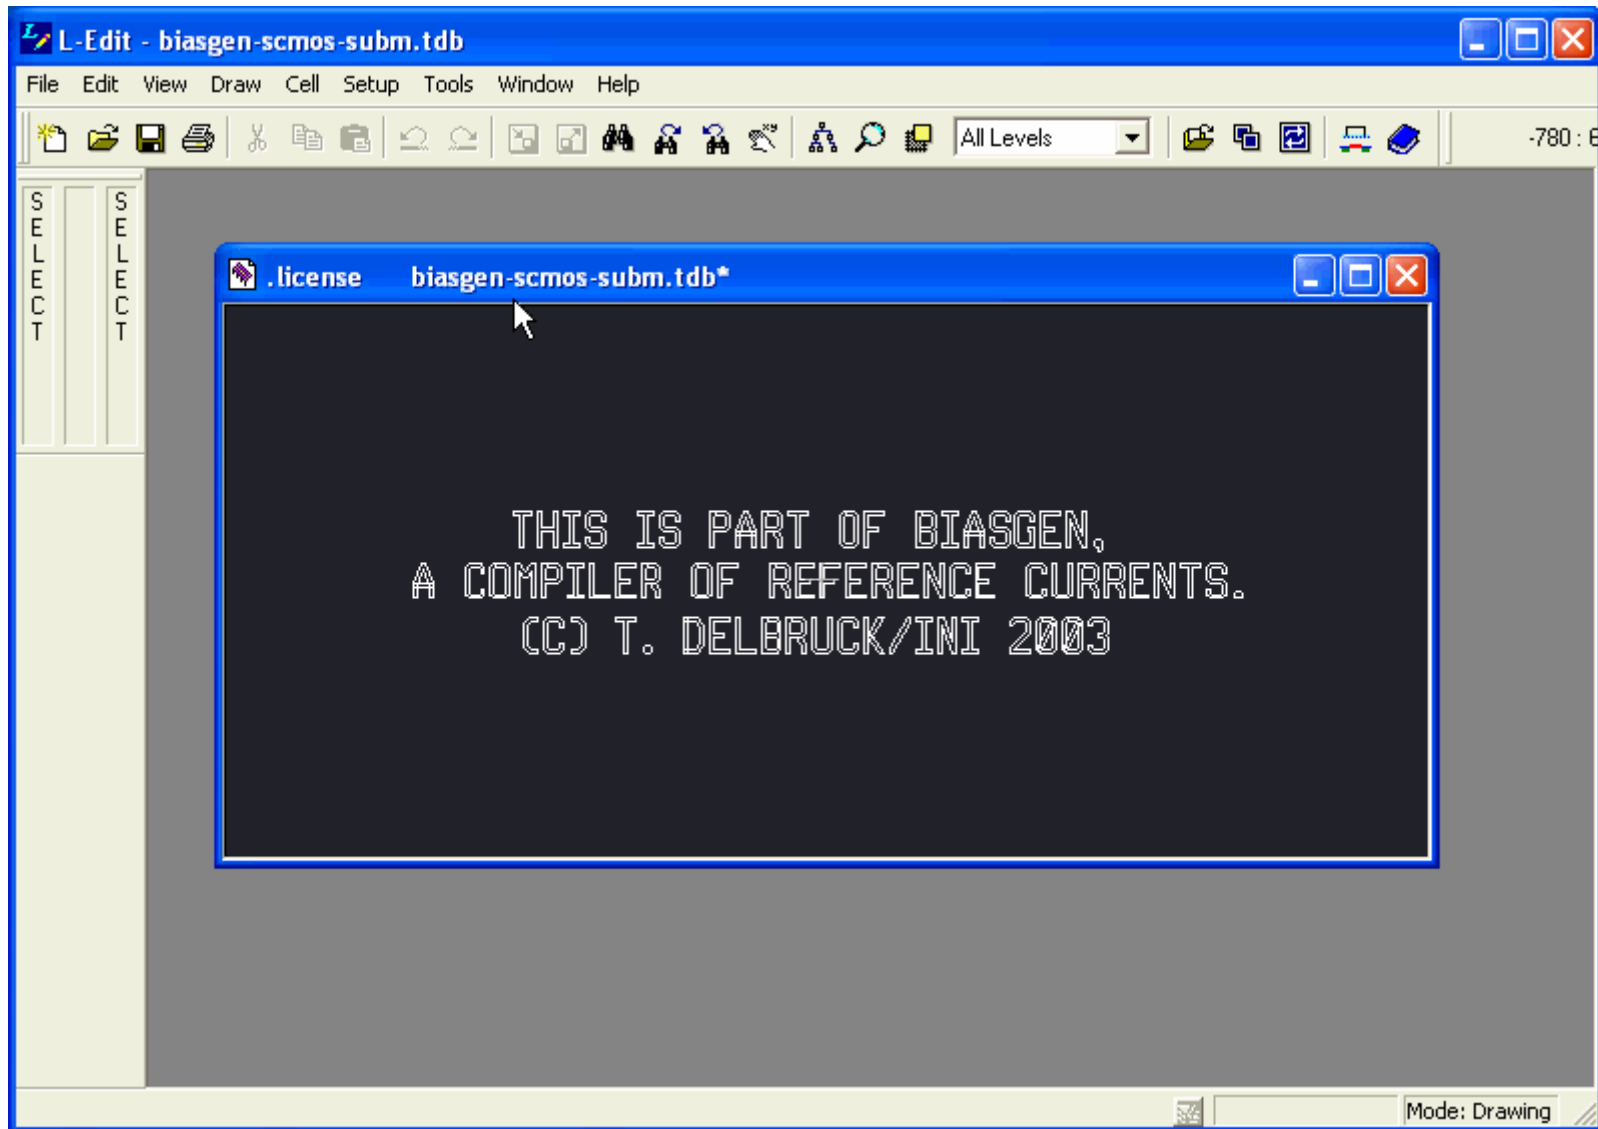 L-Edit - biasgen-scmos-subm.tdb
File Edit View Draw Cell Setup Tools Window Help
All Levels
-780 : 6
SELECT SELECT
.license biasgen-scmos-subm.tdb*
THIS IS PART OF BIASGEN,
A COMPILER OF REFERENCE CURRENTS.
(C) T. DELBRUCK/INI 2003
Mode: Drawing